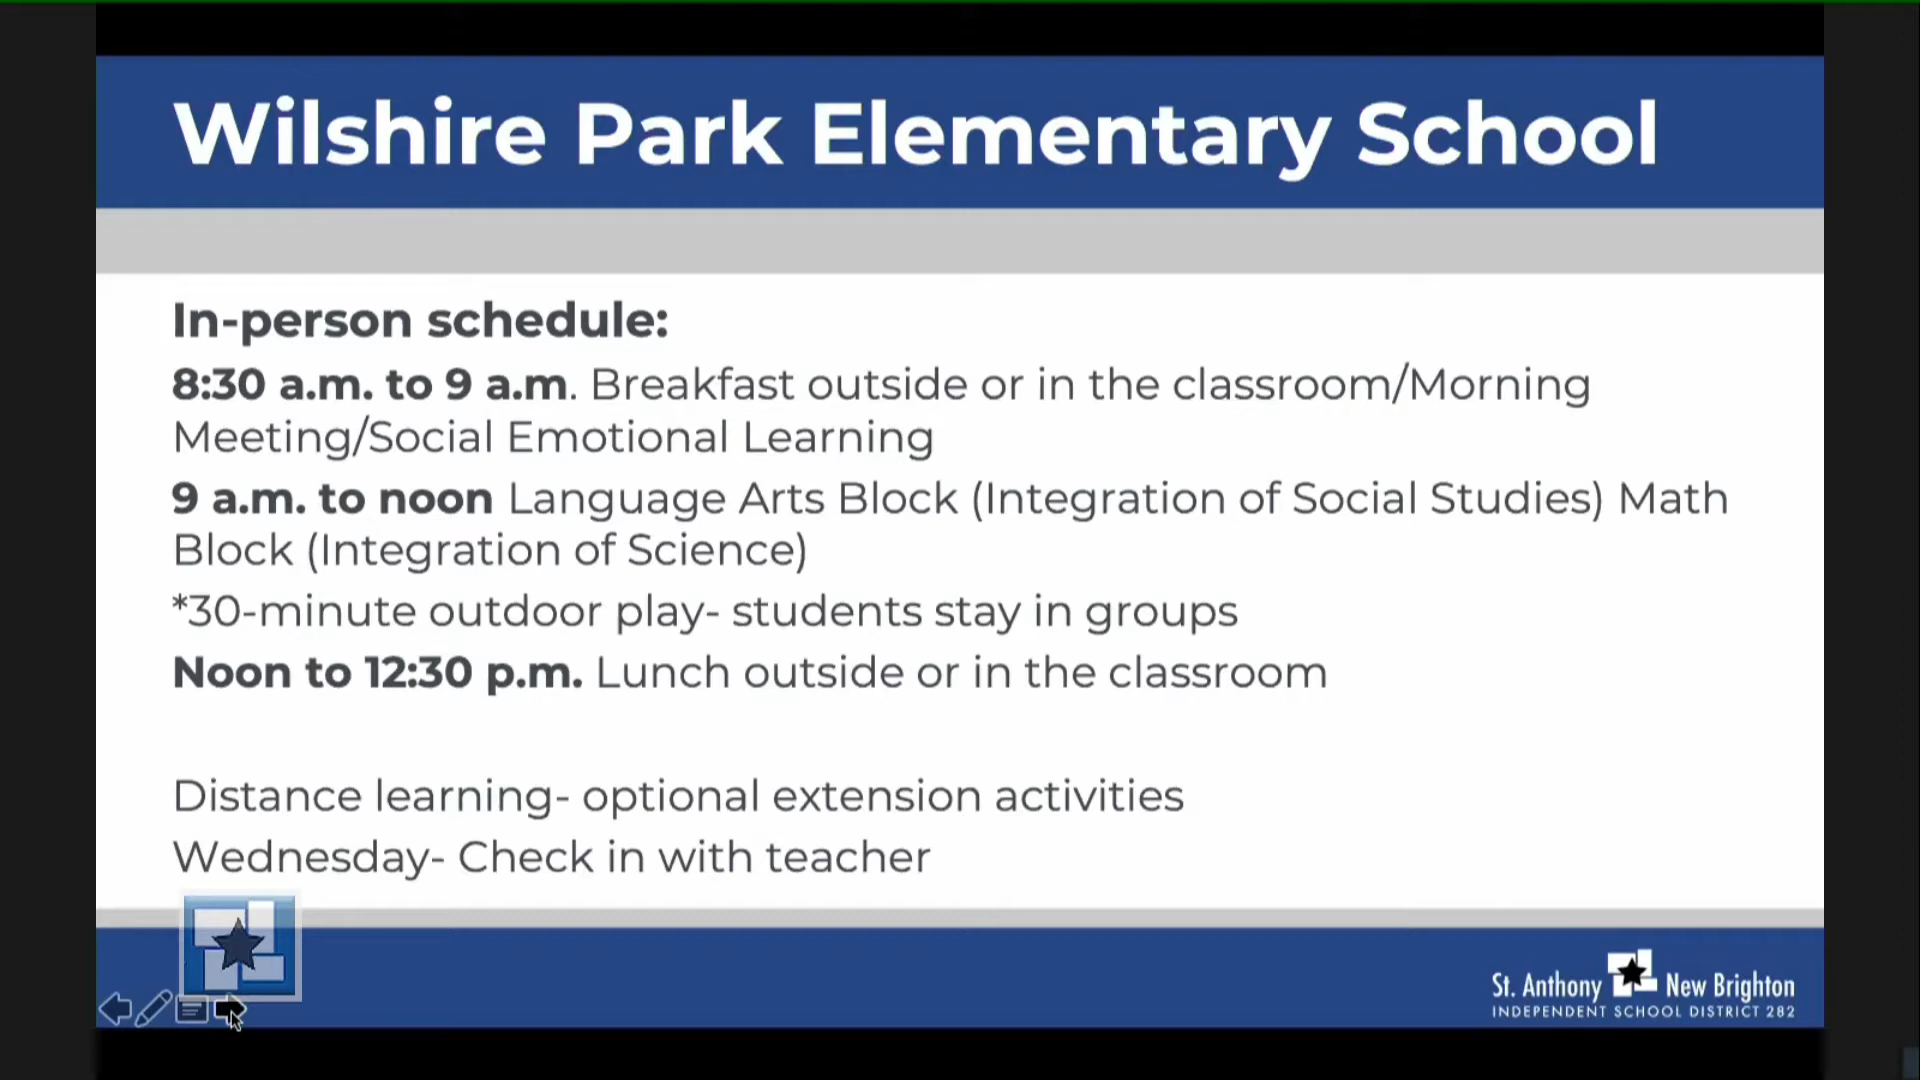 Wilshire Park Elementary School
In-person schedule:
8:30 a.m. to 9 a.m. Breakfast outside or in the classroom/Morning
Meeting/Social Emotional Learning
9 a.m. to noon Language Arts Block (Integration of Social Studies) Math
Block (Integration of Science)
*30-minute outdoor play- students stay in groups
Noon to 12:30 p.m. Lunch outside or in the classroom
Distance learning- optional extension activities
Wednesday- Check in with teacher
St. Anthony New Brighton
INDEPENDENT SCHOOL DISTRICT 282